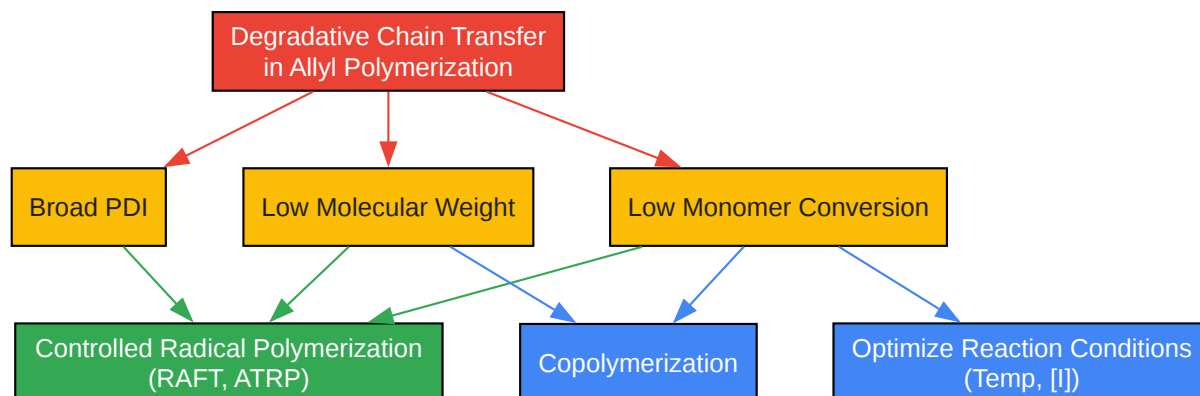 Degradative Chain Transfer
in Allyl Polymerization
Broad PDI
Low Molecular Weight
Low Monomer Conversion
Controlled Radical Polymerization
(RAFT, ATRP)
Copolymerization
Optimize Reaction Conditions
(Temp, [I])